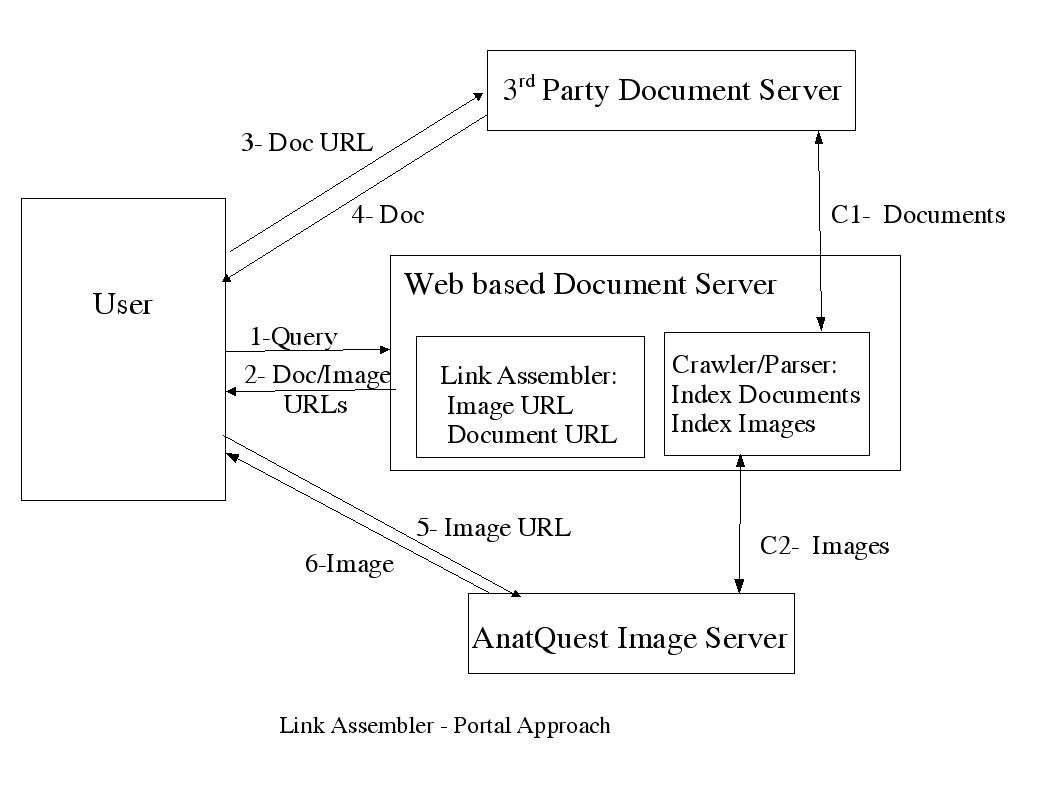 3rd Party Document Server
3- Doc URL
4- Doc
C1- Documents
User
Web based Document Server
1-Query
2- Doc/Image
URLs
Link Assembler:
Image URL
Document URL
Crawler/Parser:
Index Documents
Index Images
5- Image URL
6-Image
C2- Images
AnatQuest Image Server
Link Assembler - Portal Approach